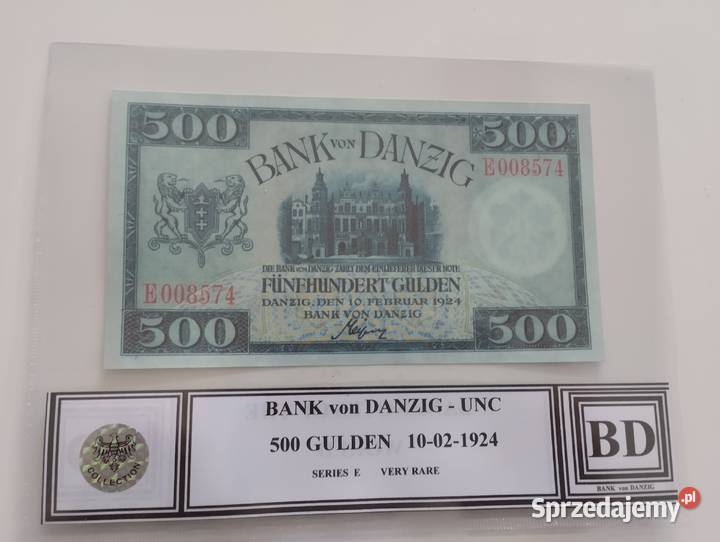 500
500
BANK VON DANZIG
E008574
DIE BANK VON DANZIG ZAHLT DEM EINLIEFERER DIESER NOTE
E008574
FÜNFHUNDERT GULDEN
DANZIG, DEN 10. FEBRUAR 1924
BANK VON DANZIG
500
500
COLLECTION
BANK von DANZIG - UNC
500 GULDEN 10-02-1924
SERIES E VERY RARE
BD
BANK von DANZIG
Sprzedajemy.pl